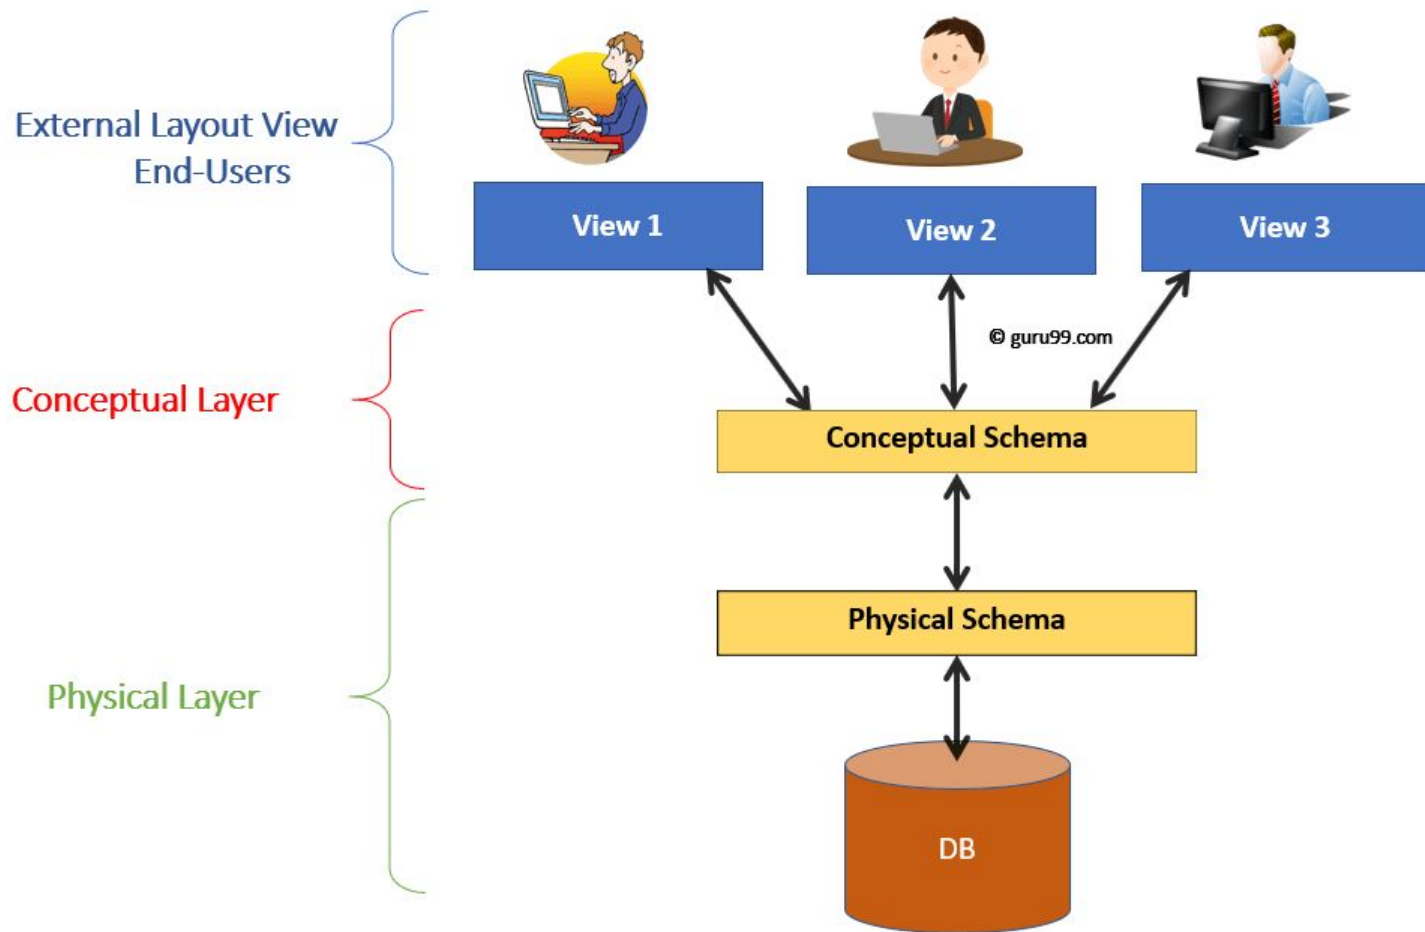 External Layout View
End-Users
View 1
View 2
View 3
© guru99.com
Conceptual Layer
Conceptual Schema
Physical Schema
Physical Layer
DB